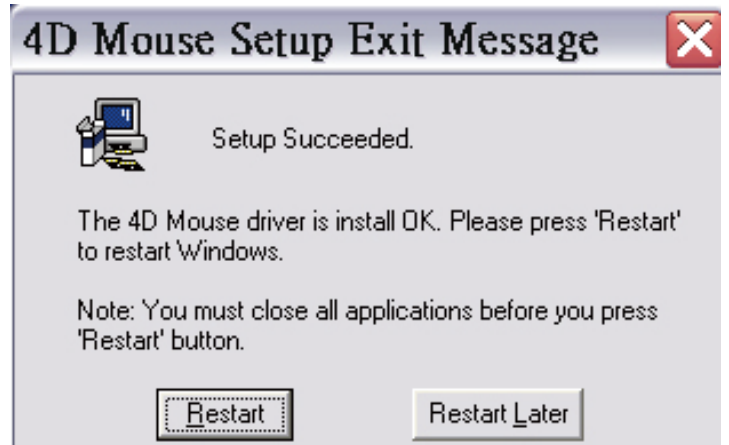 4D Mouse Setup Exit Message
Setup Succeeded.
The 4D Mouse driver is install OK. Please press 'Restart'
to restart Windows.
Note: You must close all applications before you press
'Restart' button.
Restart
Restart Later